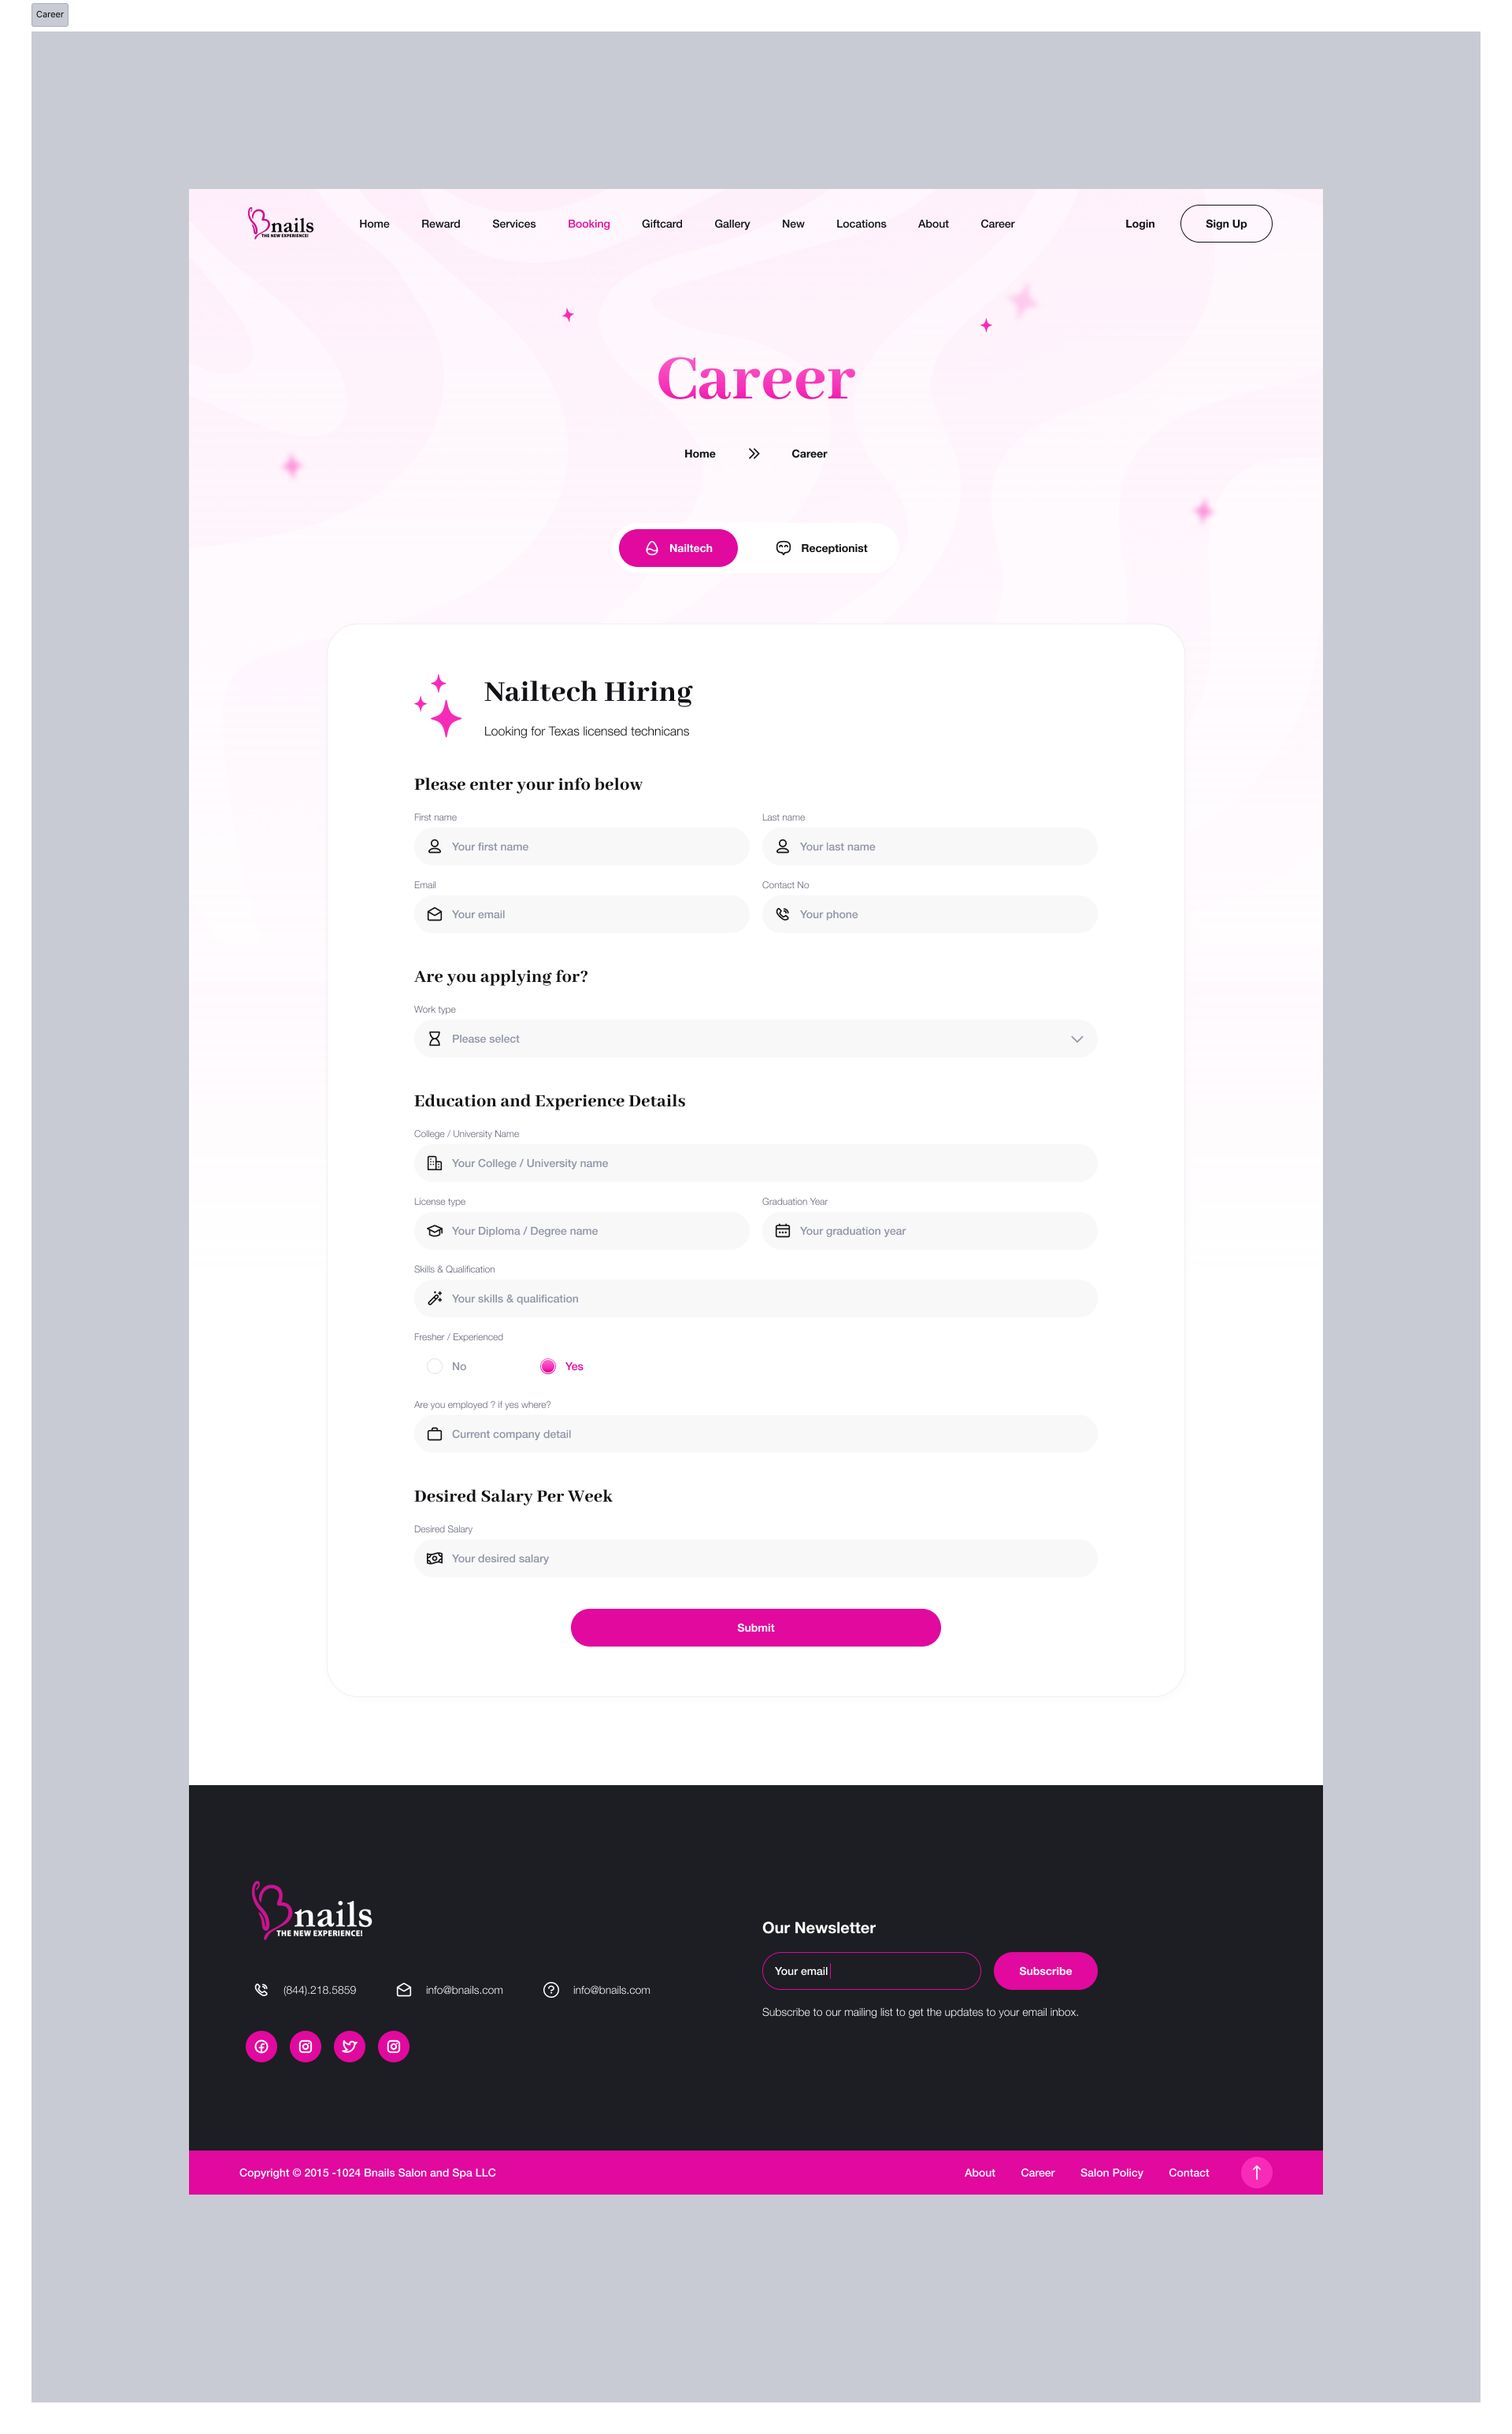 Career
Bnails
THE NEW EXPERIENCE!
Home Reward Services Booking Giftcard Gallery New Locations About Career Login Sign Up
Career
Home Career
Nailtech Receptionist
Nailtech Hiring
Looking for Texas licensed technicans
Please enter your info below
First name Last name
Your first name Your last name
Email Contact No
Your email Your phone
Are you applying for?
Work type
Please select
Education and Experience Details
College / University Name
Your College / University name
License type Graduation Year
Your Diploma / Degree name Your graduation year
Skills & Qualification
Your skills & qualification
Fresher / Experienced
No Yes
Are you employed ? if yes where?
Current company detail
Desired Salary Per Week
Desired Salary
Your desired salary
Submit
Bnails
THE NEW EXPERIENCE!
(844).218.5859 info@bnails.com info@bnails.com
Our Newsletter
Your email Subscribe
Subscribe to our mailing list to get the updates to your email inbox.
Copyright © 2015 -1024 Bnails Salon and Spa LLC About Career Salon Policy Contact